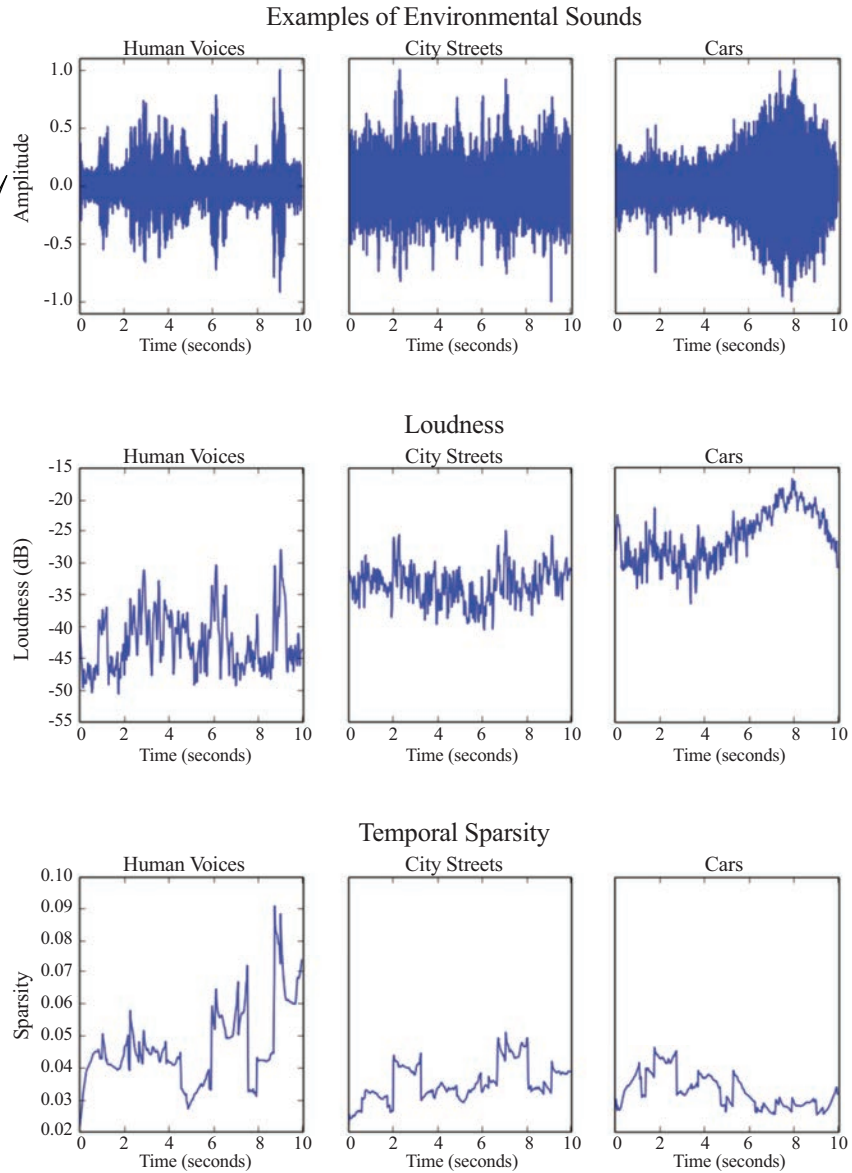 Examples of Environmental Sounds
Human Voices City Streets Cars
Amplitude
1.0
0.5
0.0
-0.5
-1.0
0 2 4 6 8 10 0 2 4 6 8 10 0 2 4 6 8 10
Time (seconds) Time (seconds) Time (seconds)
Loudness
Human Voices City Streets Cars
Loudness (dB)
-15
-20
-25
-30
-35
-40
-45
-50
-55
0 2 4 6 8 10 0 2 4 6 8 10 0 2 4 6 8 10
Time (seconds) Time (seconds) Time (seconds)
Temporal Sparsity
Human Voices City Streets Cars
Sparsity
0.10
0.09
0.08
0.07
0.06
0.05
0.04
0.03
0.02
0 2 4 6 8 10 0 2 4 6 8 10 0 2 4 6 8 10
Time (seconds) Time (seconds) Time (seconds)